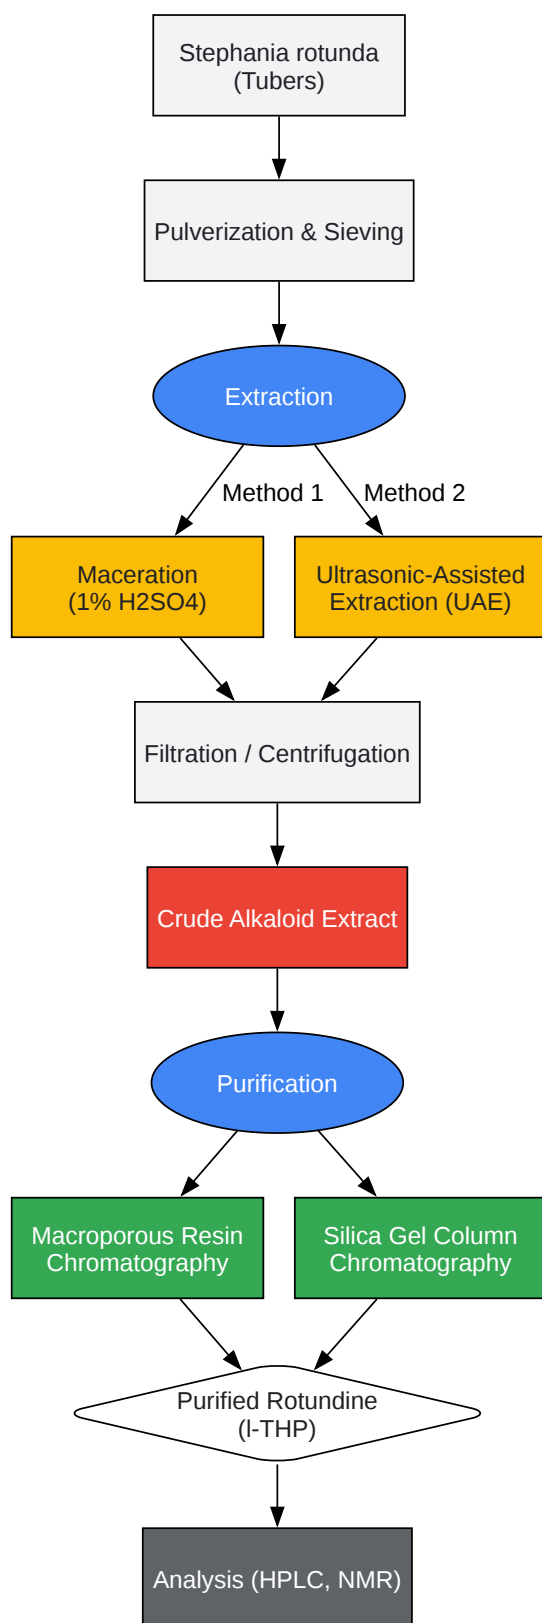 Stephania rotunda
(Tubers)
Pulverization & Sieving
Extraction
Method 1
Method 2
Maceration
(1% H2SO4)
Ultrasonic-Assisted
Extraction (UAE)
Filtration / Centrifugation
Crude Alkaloid Extract
Purification
Macroporous Resin
Chromatography
Silica Gel Column
Chromatography
Purified Rotundine
(l-THP)
Analysis (HPLC, NMR)